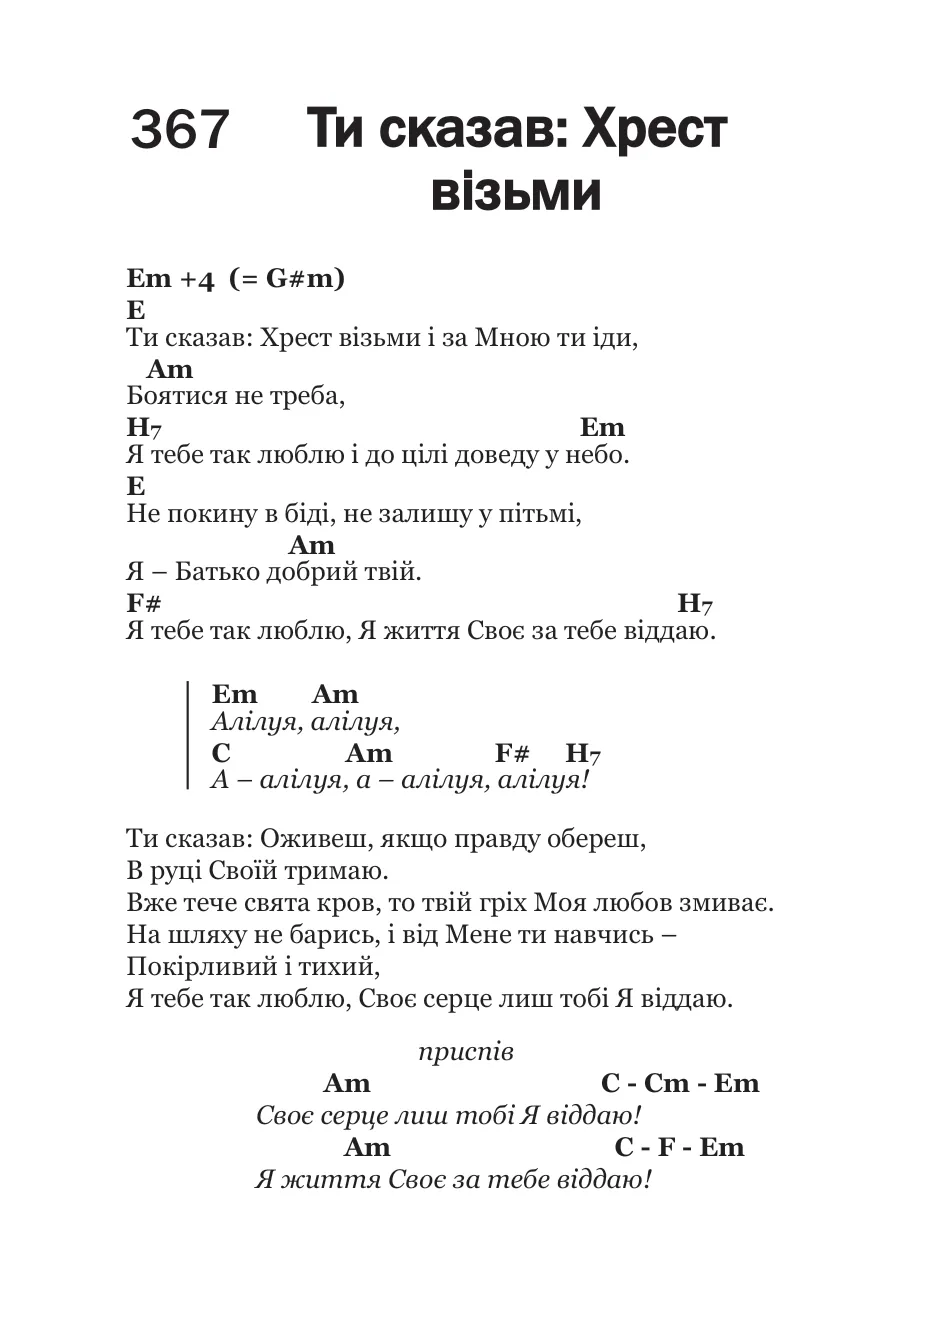 367 Ти сказав: Хрест
візьми
Em +4 (= G#m)
E
Ти сказав: Хрест візьми і за Мною ти іди,
Am
Боятися не треба,
H7 Em
Я тебе так люблю і до цілі доведу у небо.
E
Не покину в біді, не залишу у пітьмі,
Am
Я – Батько добрий твій.
F# H7
Я тебе так люблю, Я життя Своє за тебе віддаю.
Em Am
Алілуя, алілуя,
C Am F# H7
А – алілуя, а – алілуя, алілуя!
Ти сказав: Оживеш, якщо правду обереш,
В руці Своїй тримаю.
Вже тече свята кров, то твій гріх Моя любов змиває.
На шляху не барись, і від Мене ти навчись –
Покірливий і тихий,
Я тебе так люблю, Своє серце лиш тобі Я віддаю.
приспів
Am C - Cm - Em
Своє серце лиш тобі Я віддаю!
Am C - F - Em
Я життя Своє за тебе віддаю!